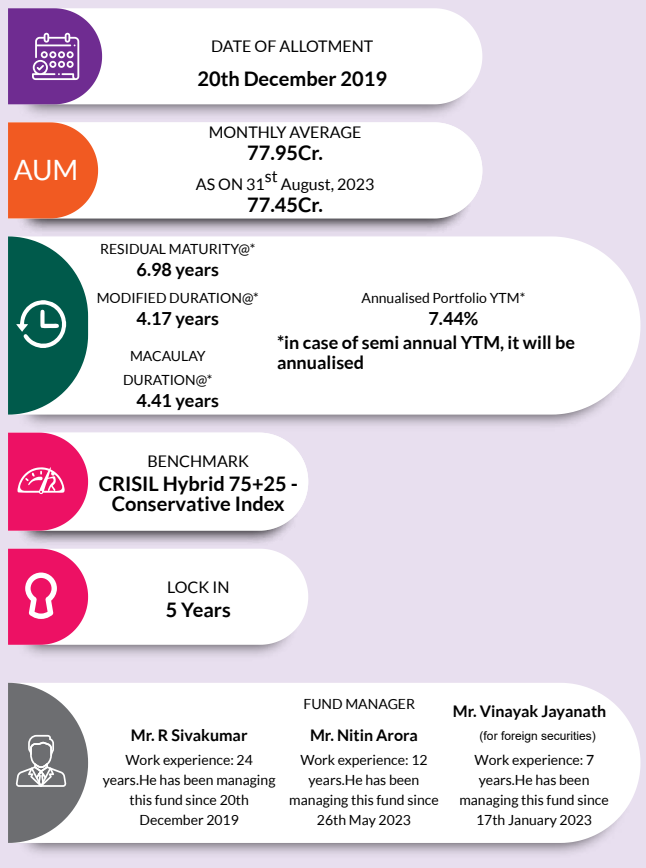 DATE OF ALLOTMENT
20th December 2019
AUM
MONTHLY AVERAGE
77.95Cr.
AS ON 31st August, 2023
77.45Cr.
RESIDUAL MATURITY@*
6.98 years
MODIFIED DURATION@*
4.17 years
MACAULAY
DURATION@*
4.41 years
Annualised Portfolio YTM*
7.44%
*in case of semi annual YTM, it will be
annualised
BENCHMARK
CRISIL Hybrid 75+25 -
Conservative Index
LOCK IN
5 Years
FUND MANAGER
Mr. R Sivakumar
Work experience: 24
years.He has been managing
this fund since 20th
December 2019
Mr. Nitin Arora
Work experience: 12
years.He has been
managing this fund since
26th May 2023
Mr. Vinayak Jayanath
(for foreign securities)
Work experience: 7
years.He has been
managing this fund since
17th January 2023